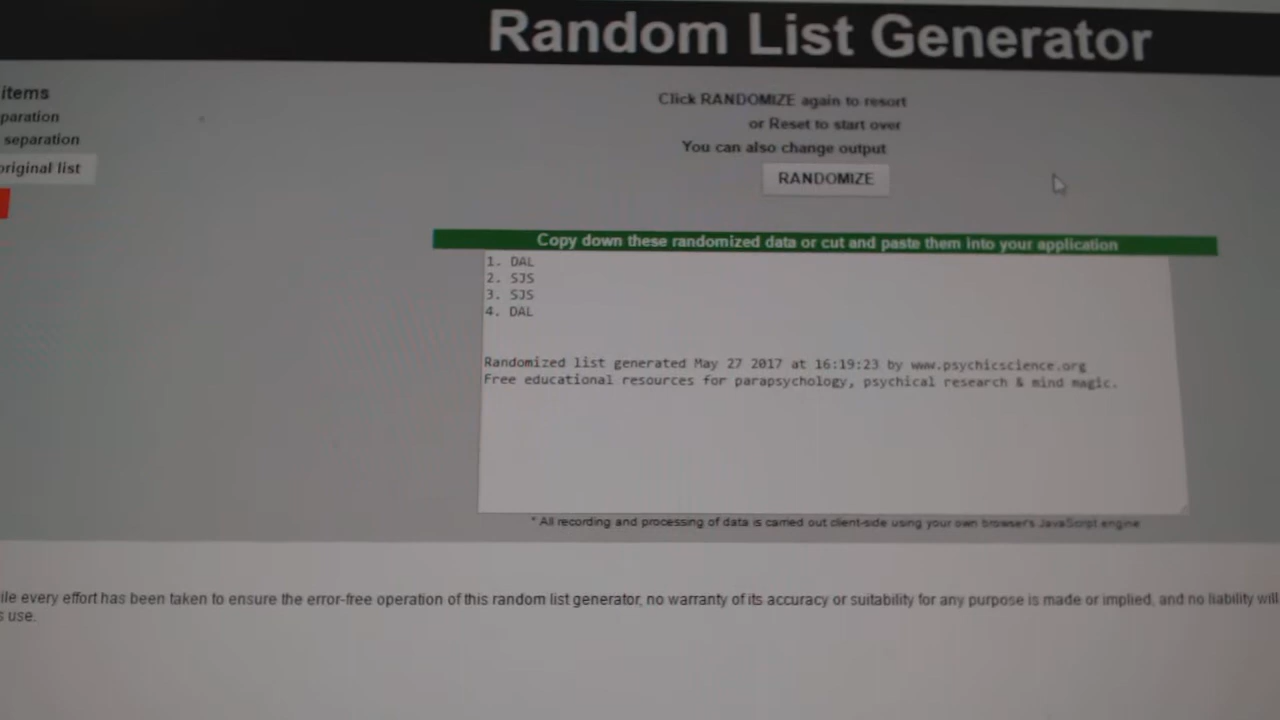 Random List Generator
items
paration
separation
original list
Click RANDOMIZE again to resort
or Reset to start over
You can also change output
RANDOMIZE
Copy down these randomized data or cut and paste them into your application
1. DAL
2. SJS
3. SJS
4. DAL
Randomized list generated May 27 2017 at 16:19:23 by www.psychicscience.org
Free educational resources for parapsychology, psychical research & mind magic.
* All recording and processing of data is carried out client-side using your own browser's JavaScript engine
ile every effort has been taken to ensure the error-free operation of this random list generator, no warranty of its accuracy or suitability for any purpose is made or implied, and no liability will
s use.